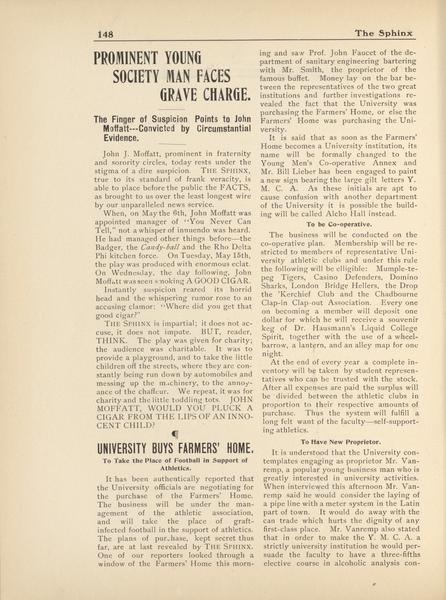 148
The Sphinx
PROMINENT YOUNG
SOCIETY MAN FACES
GRAVE CHARGE.
The Finger of Suspicion Points to John
Moffatt---Convicted by Circumstantial
Evidence.
John J. Moffatt, prominent in fraternity
and sorority circles, today rests under the
stigma of a dire suspicion. THE SPHINX,
true to its standard of frank veracity, is
able to place before the public the FACTS,
as brought to us over the least longest wire
by our unparalleled news service.
When, on May the 6th, John Moffatt was
appointed manager of "You Never Can
Tell," not a whisper of innuendo was heard.
He had managed other things before—the
Badger, the Candy-ball and the Rho Delta
Phi kitchen force. On Tuesday, May 15th,
the play was produced with enormous eclat.
On Wednesday, the day following, John
Moffatt was seen smoking A GOOD CIGAR.
Instantly suspicion reared its horrid
head and the whispering rumor rose to an
accusing clamor: "Where did you get that
good cigar?"
THE SPHINX is impartial; it does not ac-
cuse, it does not impute. BUT, reader,
THINK. The play was given for charity;
the audience was charitable. It was to
provide a playground, and to take the little
children off the streets, where they are con-
stantly being run down by automobiles and
messing up the machinery, to the annoy-
ance of the chaffeur. We repeat, it was for
charity and the little toddling tots. JOHN
MOFFATT, WOULD YOU PLUCK A
CIGAR FROM THE LIPS OF AN INNO-
CENT CHILD?
¶
UNIVERSITY BUYS FARMERS' HOME.
To Take the Place of Football in Support of
Athletics.
It has been authentically reported that
the University officials are negotiating for
the purchase of the Farmers' Home.
The business will be under the man-
agement of the athletic association,
and will take the place of graft-
infected football in the support of athletics.
The plans of purchase, kept secret thus
far, are at last revealed by THE SPHINX.
One of our reporters looked through a
window of the Farmers' Home this morn-
ing and saw Prof. John Faucet of the de-
partment of sanitary engineering bartering
with Mr. Smith, the proprietor of the
famous buffet. Money lay on the bar be-
tween the representatives of the two great
institutions and further investigations re-
vealed the fact that the University was
purchasing the Farmers' Home, or else the
Farmers' Home was purchasing the Uni-
versity.
It is said that as soon as the Farmers'
Home becomes a University institution, its
name will be formally changed to the
Young Men's Co-operative Annex and
Mr. Bill Lieber has been engaged to paint
a new sign bearing the large gilt letters Y.
M. C. A. As these initials are apt to
cause confusion with another department
of the University it is possible the build-
ing will be called Alcho Hall instead.
To be Co-operative.
The business will be conducted on the
co-operative plan. Membership will be re-
stricted to members of representative Uni-
versity athletic clubs and under this rule
the following will be eligible: Mumple-te-
peg Tigers, Casino Defenders, Domino
Sharks, London Bridge Hellers, the Drop
the 'Kerchief Club and the Chadbourne
Clap-in Clap-out Association. Every one
on becoming a member will deposit one
dollar for which he will receive a souvenir
keg of Dr. Hausmann's Liquid College
Spirit, together with the use of a wheel-
barrow, a lantern, and an alley map for one
night.
At the end of every year a complete in-
ventory will be taken by student represen-
tatives who can be trusted with the stock.
After all expenses are paid the surplus will
be divided between the athletic clubs in
proportion to their respective amounts of
purchase. Thus the system will fulfill a
long felt want of the faculty—self-support-
ing athletics.
To Have New Proprietor.
It is understood that the University con-
templates engaging as proprietor Mr. Van-
remp, a popular young business man who is
greatly interested in university activities.
When interviewed this afternoon Mr. Van-
remp said he would consider the laying of
a pipe line with a meter system in the Latin
part of town. It would do away with the
can trade which hurts the dignity of any
first-class place. Mr. Vanremp also stated
that in order to make the Y. M. C. A. a
strictly university institution he would per-
suade the faculty to have a three-fifths
elective course in alcoholic analysis con-